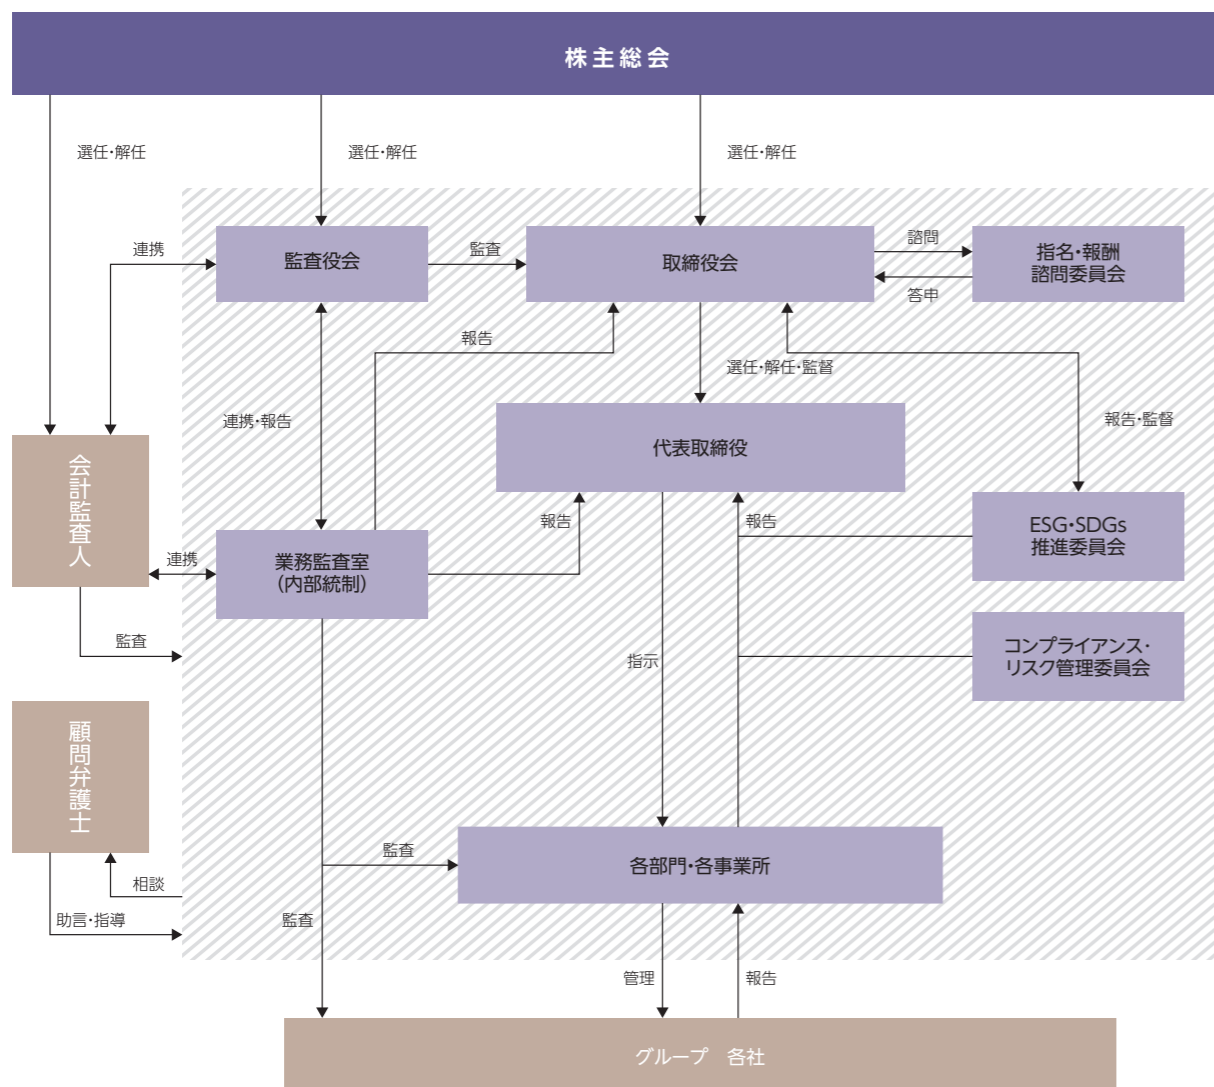 株主総会
選任・解任
選任・解任
選任・解任
連携
監査役会
監査
取締役会
諮問
答申
指名・報酬
諮問委員会
報告
選任・解任・監督
連携・報告
報告・監督
代表取締役
会計監査人
連携
業務監査室
(内部統制)
報告
報告
ESG・SDGs
推進委員会
監査
指示
コンプライアンス・
リスク管理委員会
顧問弁護士
相談
助言・指導
監査
各部門・各事業所
監査
管理
報告
グループ　各社